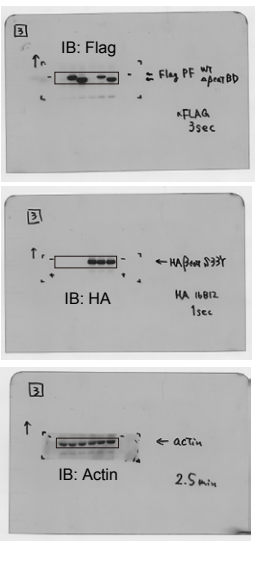 3
IB: Flag
Flag PF WT
ΔβcatBD
αFLAG
3sec
3
← HAβcat S33Y
IB: HA
HA 16B12
1sec
3
← actin
IB: Actin
2.5min